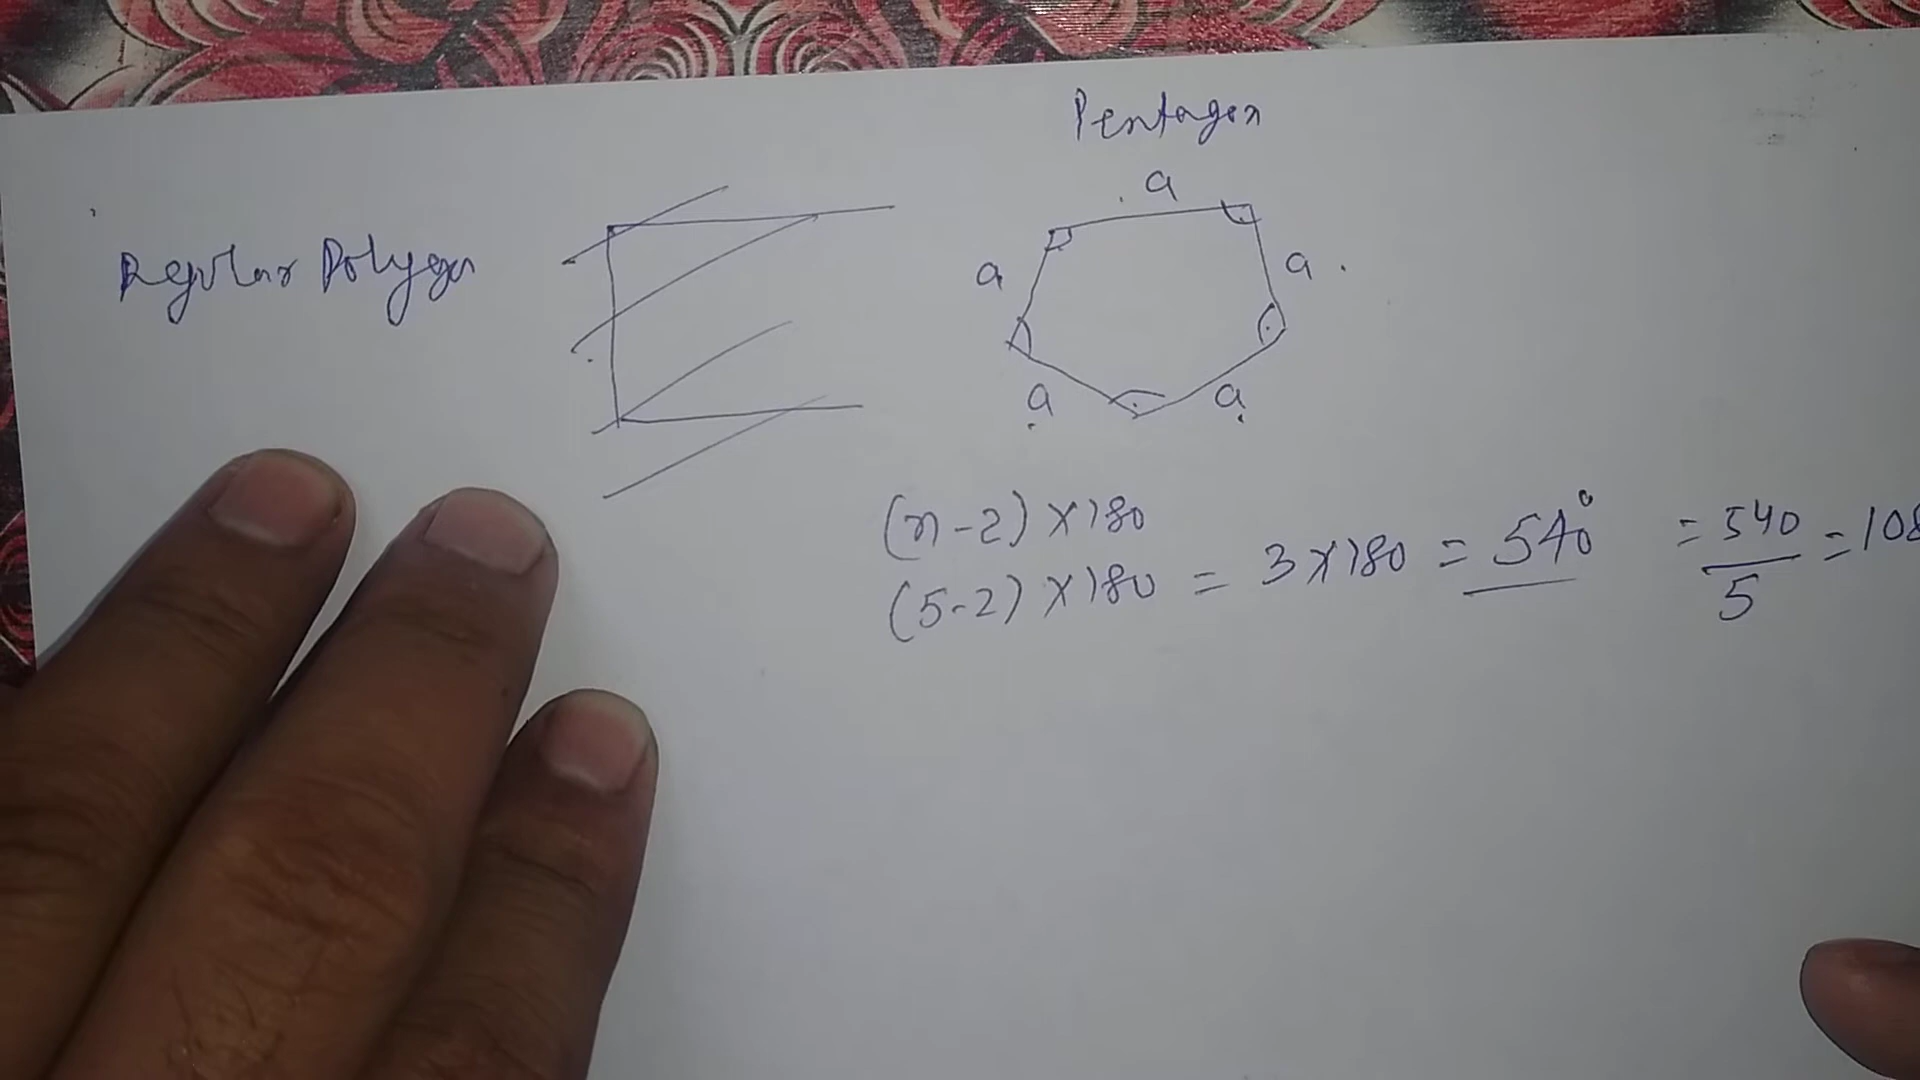 Pentagon
Regular Polygon
a
a
a
a
a
(n-2) ×180
(5-2) ×180 = 3×180 = 540° = 540/5 = 108